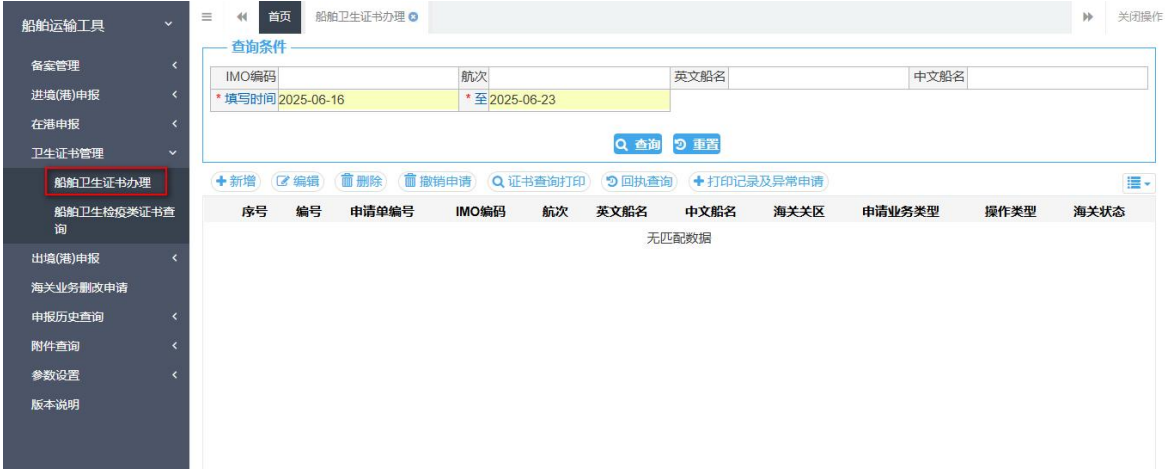 船舶运输工具
备案管理
进境(港)申报
在港申报
卫生证书管理
船舶卫生证书办理
船舶卫生检疫类证书查
询
出境(港)申报
海关业务删改申请
申报历史查询
附件查询
参数设置
版本说明
首页 船舶卫生证书办理 关闭操作
查询条件
IMO编码 航次 英文船名 中文船名
* 填写时间 2025-06-16 * 至 2025-06-23
查询 重置
新增 编辑 删除 撤销申请 证书查询打印 回执查询 打印记录及异常申请
序号 编号 申请单编号 IMO编码 航次 英文船名 中文船名 海关关区 申请业务类型 操作类型 海关状态
无匹配数据